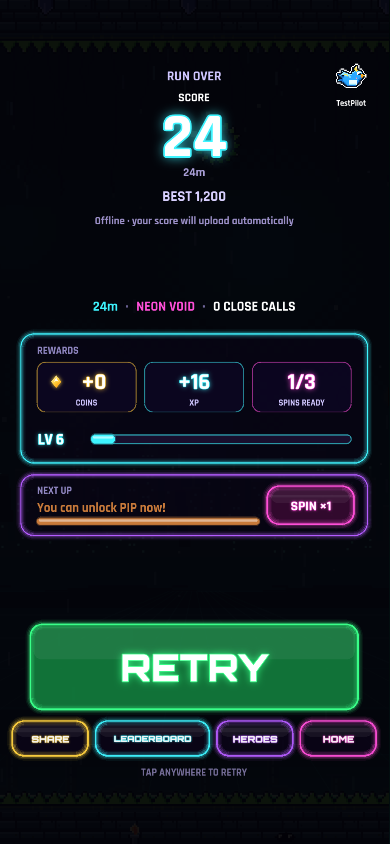 RUN OVER
SCORE
24
24m
BEST 1,200
Offline · your score will upload automatically
TestPilot
24m · NEON VOID · 0 CLOSE CALLS
REWARDS
+0 COINS
+16 XP
1/3 SPINS READY
LV 6
NEXT UP
You can unlock PIP now!
SPIN ×1
RETRY
SHARE LEADERBOARD HEROES HOME
TAP ANYWHERE TO RETRY